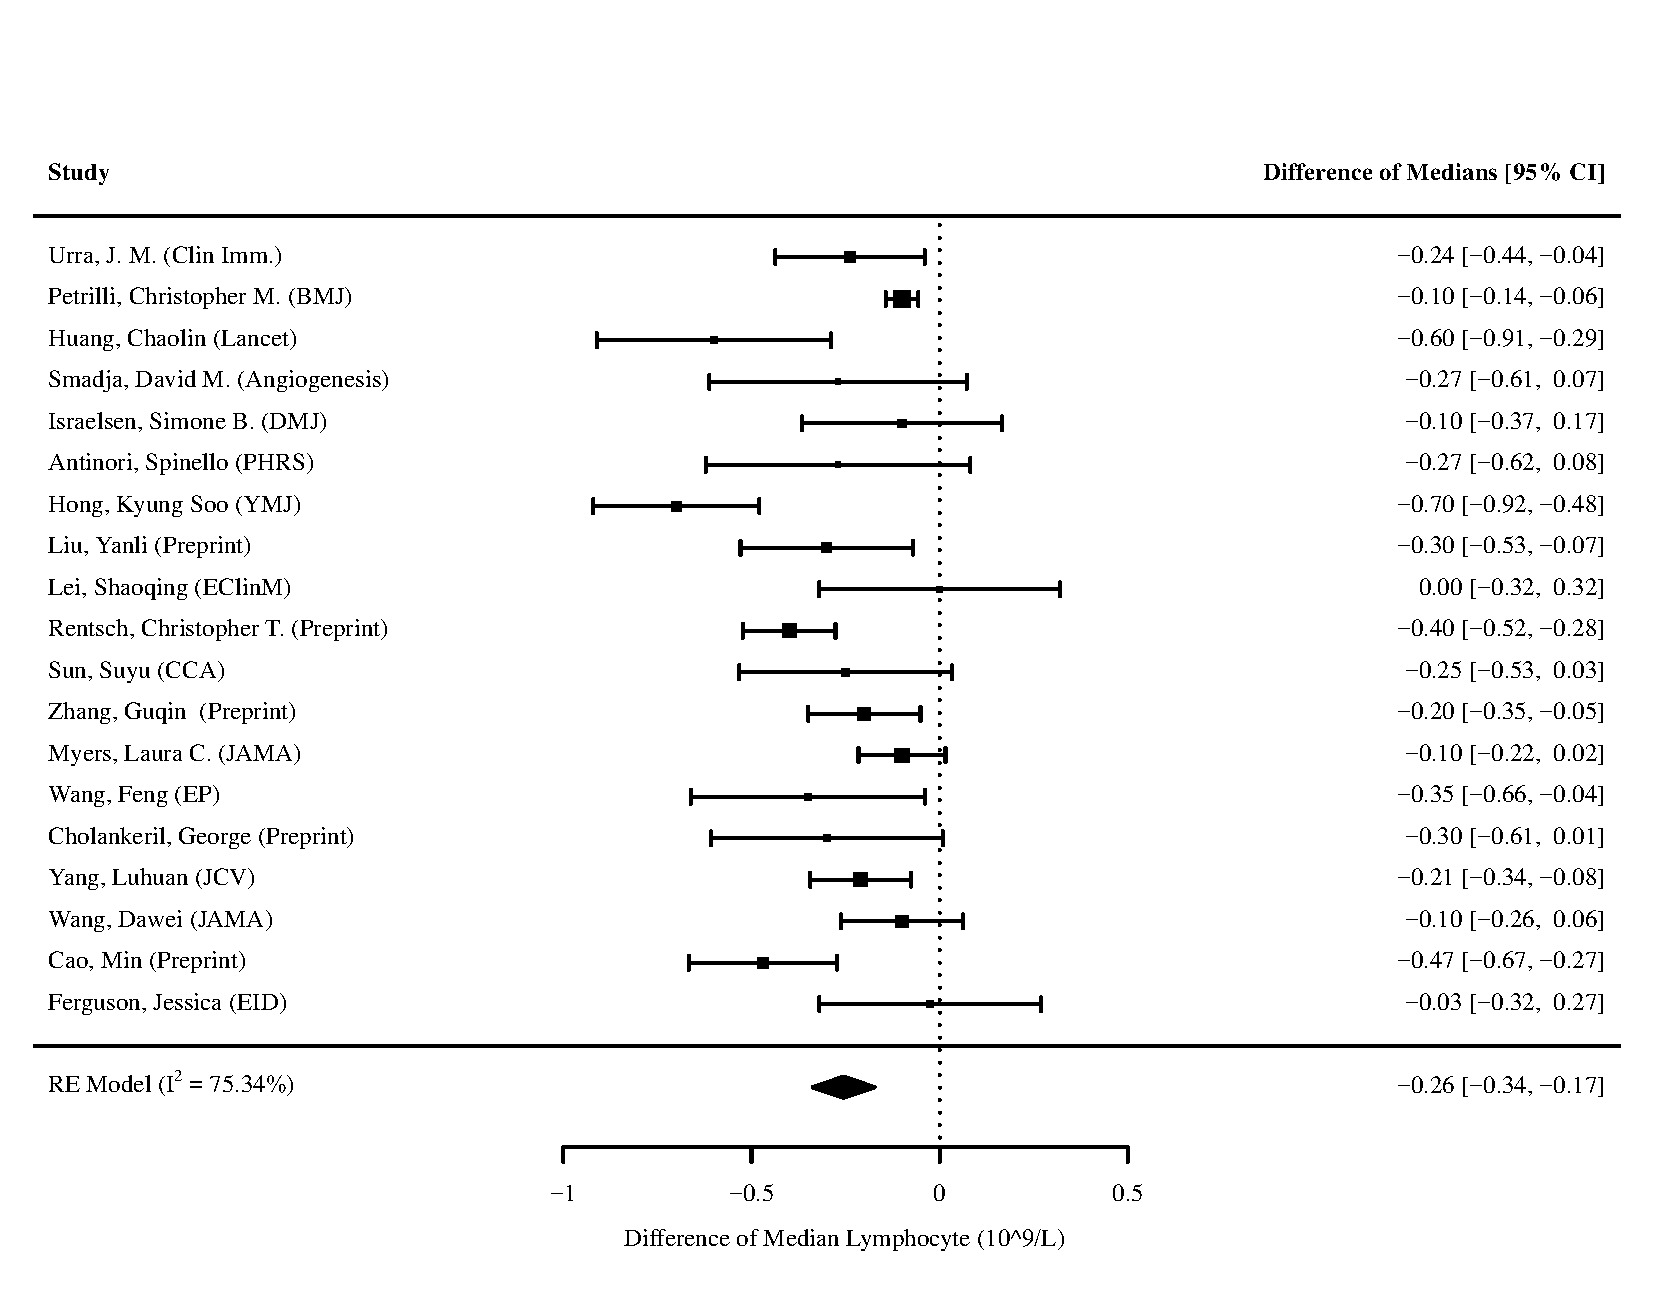 Study Difference of Medians [95% CI]
Urra, J. M. (Clin Imm.) −0.24 [−0.44, −0.04]
Petrilli, Christopher M. (BMJ) −0.10 [−0.14, −0.06]
Huang, Chaolin (Lancet) −0.60 [−0.91, −0.29]
Smadja, David M. (Angiogenesis) −0.27 [−0.61, 0.07]
Israelsen, Simone B. (DMJ) −0.10 [−0.37, 0.17]
Antinori, Spinello (PHRS) −0.27 [−0.62, 0.08]
Hong, Kyung Soo (YMJ) −0.70 [−0.92, −0.48]
Liu, Yanli (Preprint) −0.30 [−0.53, −0.07]
Lei, Shaoqing (EClinM) 0.00 [−0.32, 0.32]
Rentsch, Christopher T. (Preprint) −0.40 [−0.52, −0.28]
Sun, Suyu (CCA) −0.25 [−0.53, 0.03]
Zhang, Guqin (Preprint) −0.20 [−0.35, −0.05]
Myers, Laura C. (JAMA) −0.10 [−0.22, 0.02]
Wang, Feng (EP) −0.35 [−0.66, −0.04]
Cholankeril, George (Preprint) −0.30 [−0.61, 0.01]
Yang, Luhuan (JCV) −0.21 [−0.34, −0.08]
Wang, Dawei (JAMA) −0.10 [−0.26, 0.06]
Cao, Min (Preprint) −0.47 [−0.67, −0.27]
Ferguson, Jessica (EID) −0.03 [−0.32, 0.27]
RE Model (I² = 75.34%) −0.26 [−0.34, −0.17]
−1 −0.5 0 0.5
Difference of Median Lymphocyte (10^9/L)